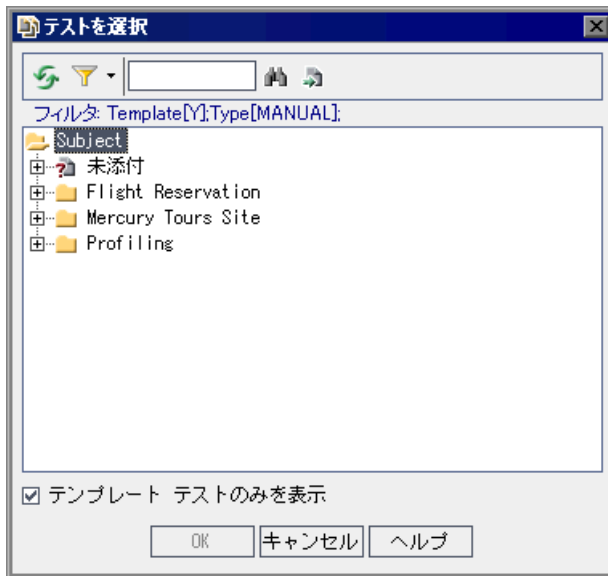 テストを選択
フィルタ: Template[Y];Type[MANUAL];
Subject
未添付
Flight Reservation
Mercury Tours Site
Profiling
テンプレート テストのみを表示
OK キャンセル ヘルプ